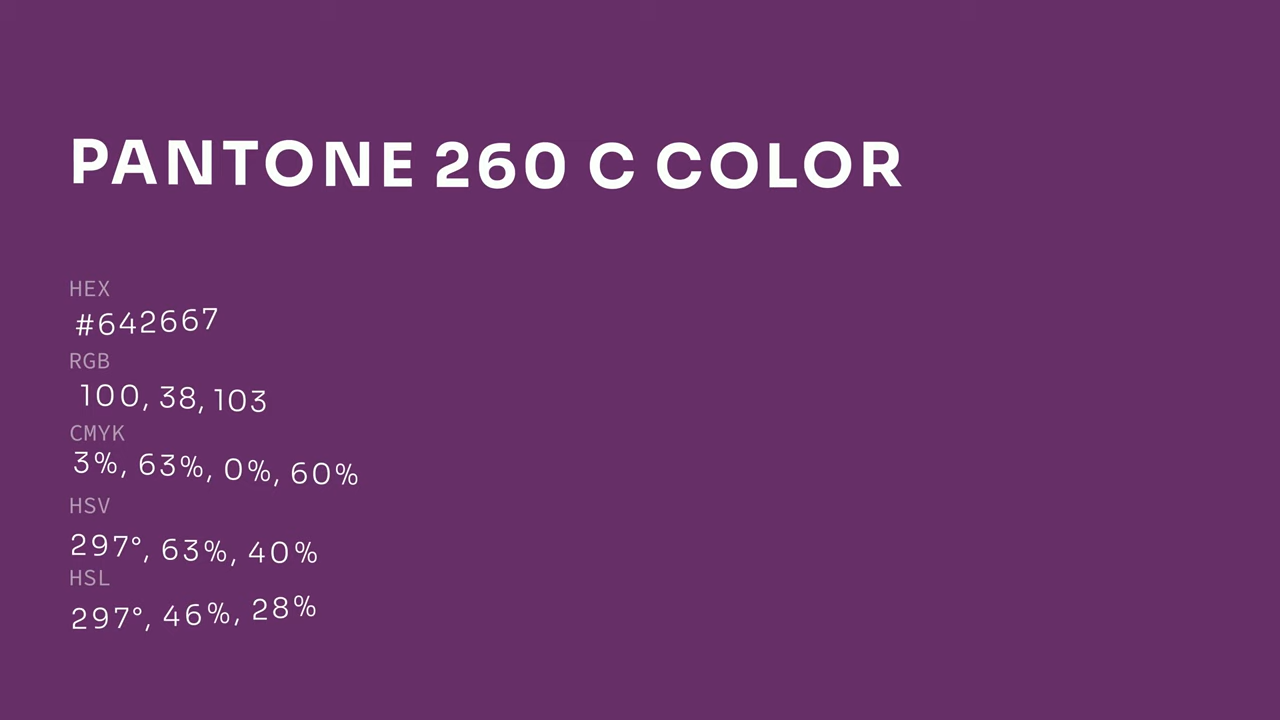 PANTONE 260 C COLOR
HEX
#642667
RGB
100, 38, 103
CMYK
3%, 63%, 0%, 60%
HSV
297°, 63%, 40%
HSL
297°, 46%, 28%